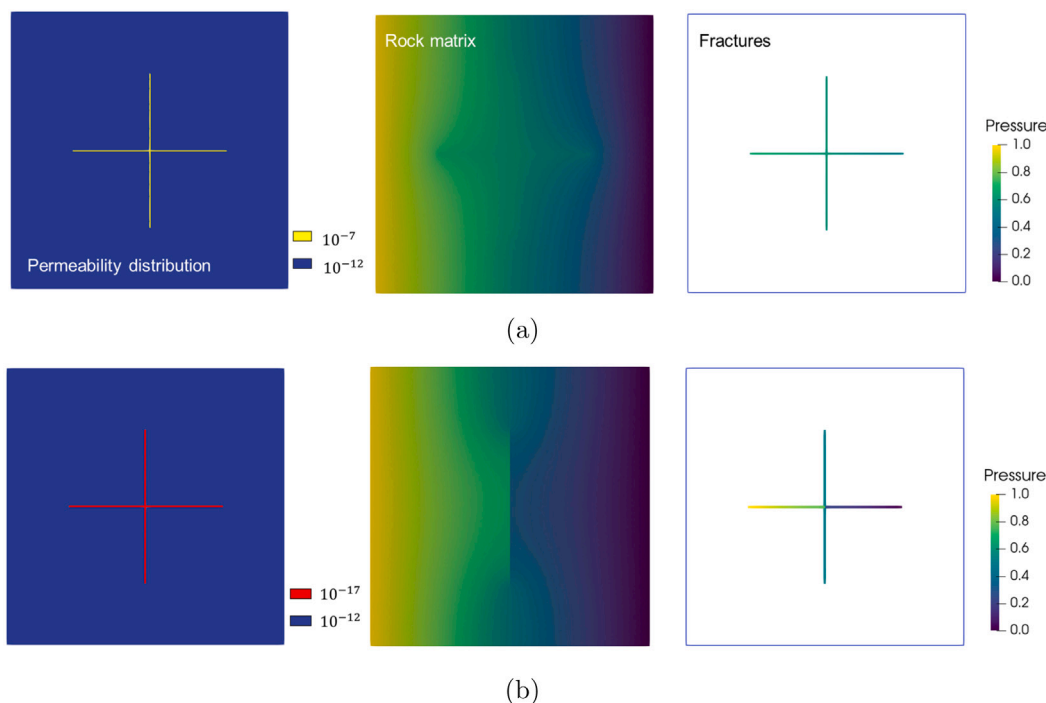 Rock matrix
Fractures
Pressure
1.0
0.8
0.6
0.4
0.2
0.0
10⁻⁷
10⁻¹²
Permeability distribution
(a)
Pressure
1.0
0.8
0.6
0.4
0.2
0.0
10⁻¹⁷
10⁻¹²
(b)